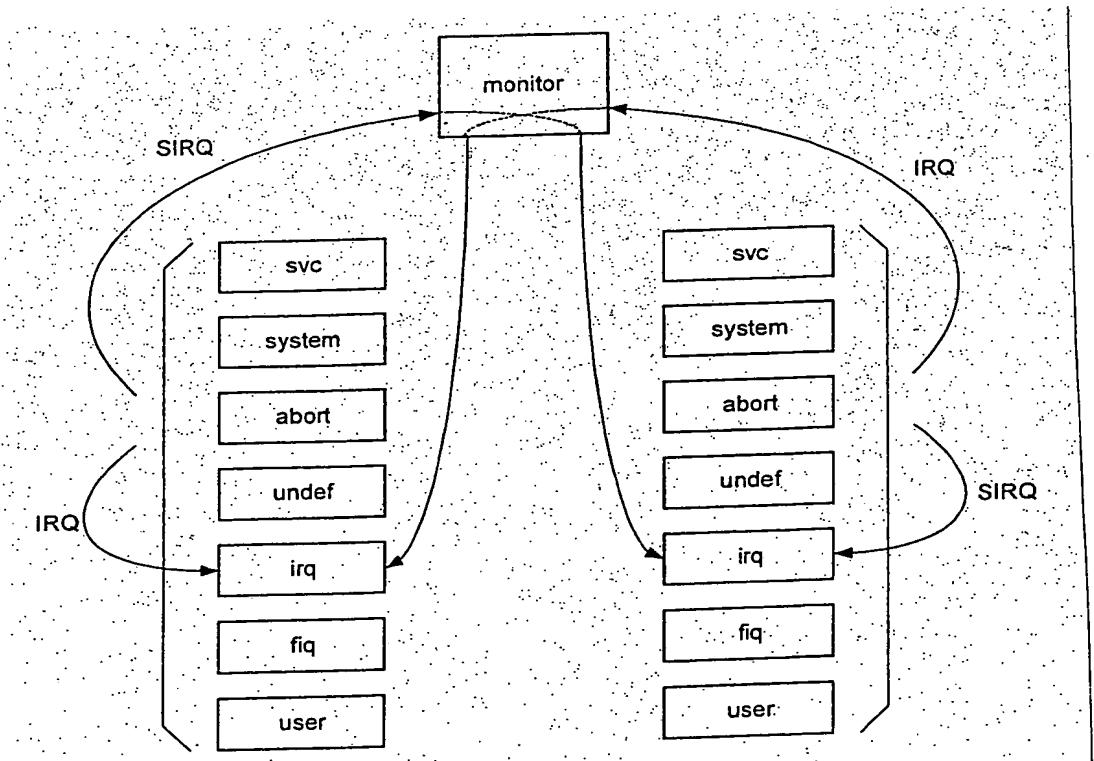 monitor
SIRQ
IRQ
svc
svc
system
system
abort
abort
undef
undef
IRQ
SIRQ
irq
irq
fiq
fiq
user
user